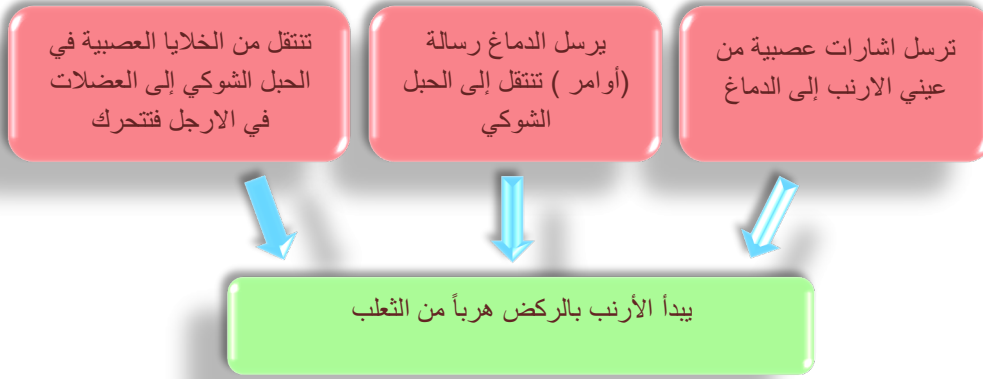 ترسل اشارات عصبية من
عيني الارنب إلى الدماغ
يرسل الدماغ رسالة
(أوامر ) تنتقل إلى الحبل
الشوكي
تنتقل من الخلايا العصبية في
الحبل الشوكي إلى العضلات
في الارجل فتتحرك
يبدأ الأرنب بالركض هرباً من الثعلب